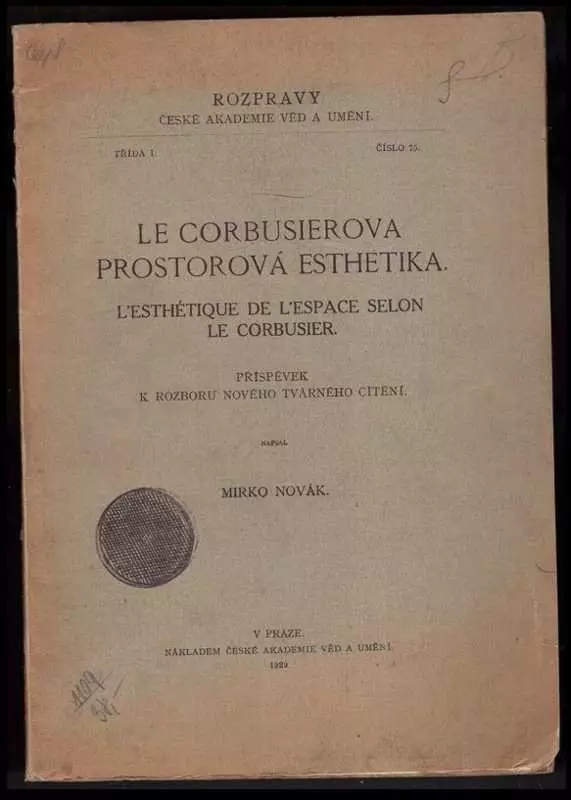 ROZPRAVY
ČESKÉ AKADEMIE VĚD A UMĚNÍ.
TŘÍDA I.
ČÍSLO 75.
LE CORBUSIEROVA
PROSTOROVÁ ESTHETIKA.
L'ESTHÉTIQUE DE L'ESPACE SELON
LE CORBUSIER.
PŘÍSPĚVEK
K ROZBORU NOVÉHO TVÁRNÉHO CÍTĚNÍ.
NAPSAL
MIRKO NOVÁK.
V PRAZE.
NÁKLADEM ČESKÉ AKADEMIE VĚD A UMĚNÍ.
1929